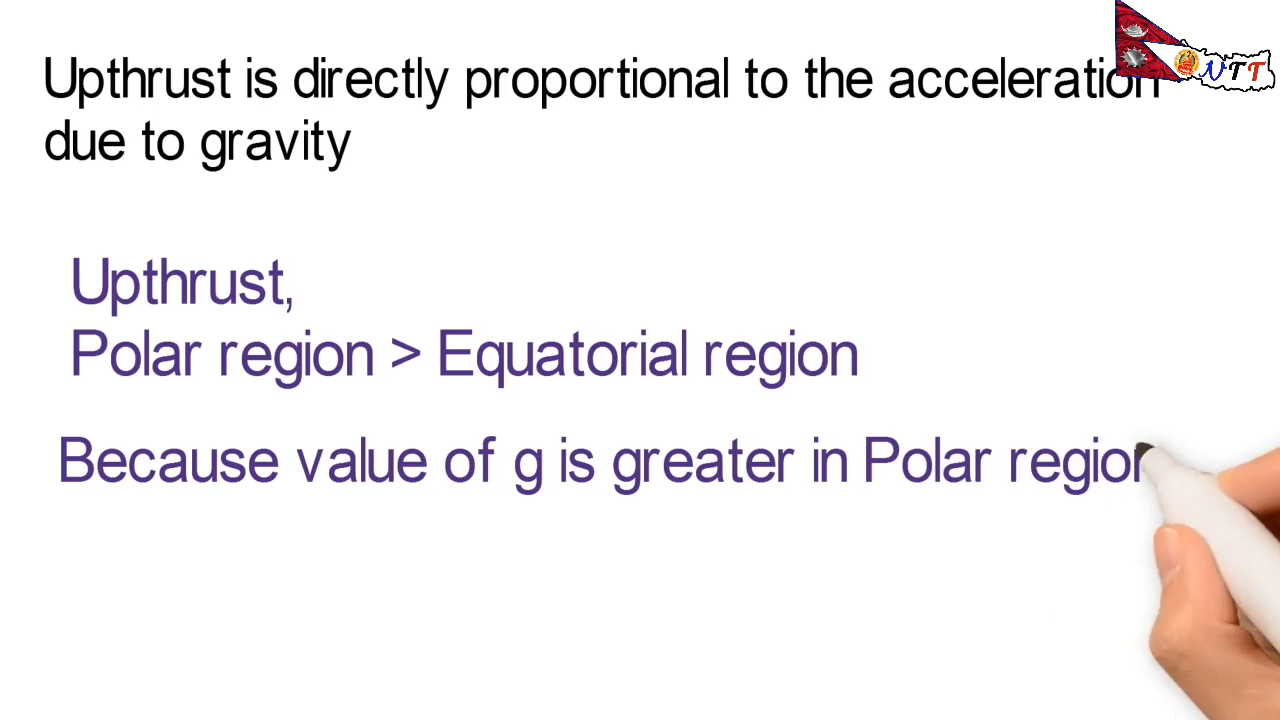 Upthrust is directly proportional to the acceleration
due to gravity
Upthrust,
Polar region > Equatorial region
Because value of g is greater in Polar region
NTT